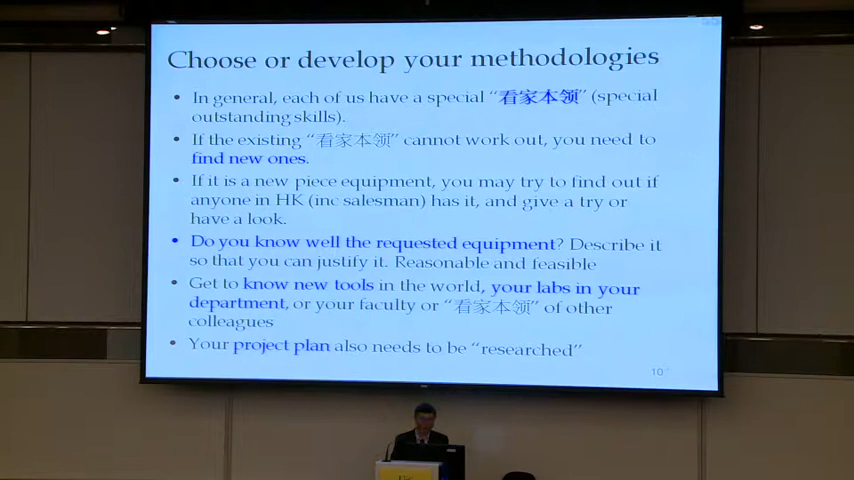 Choose or develop your methodologies
• In general, each of us have a special “看家本领” (special
outstanding skills).
• If the existing “看家本领” cannot work out, you need to
find new ones.
• If it is a new piece equipment, you may try to find out if
anyone in HK (inc salesman) has it, and give a try or
have a look.
• Do you know well the requested equipment? Describe it
so that you can justify it. Reasonable and feasible
• Get to know new tools in the world, your labs in your
department, or your faculty or “看家本领” of other
colleagues
• Your project plan also needs to be “researched”
10